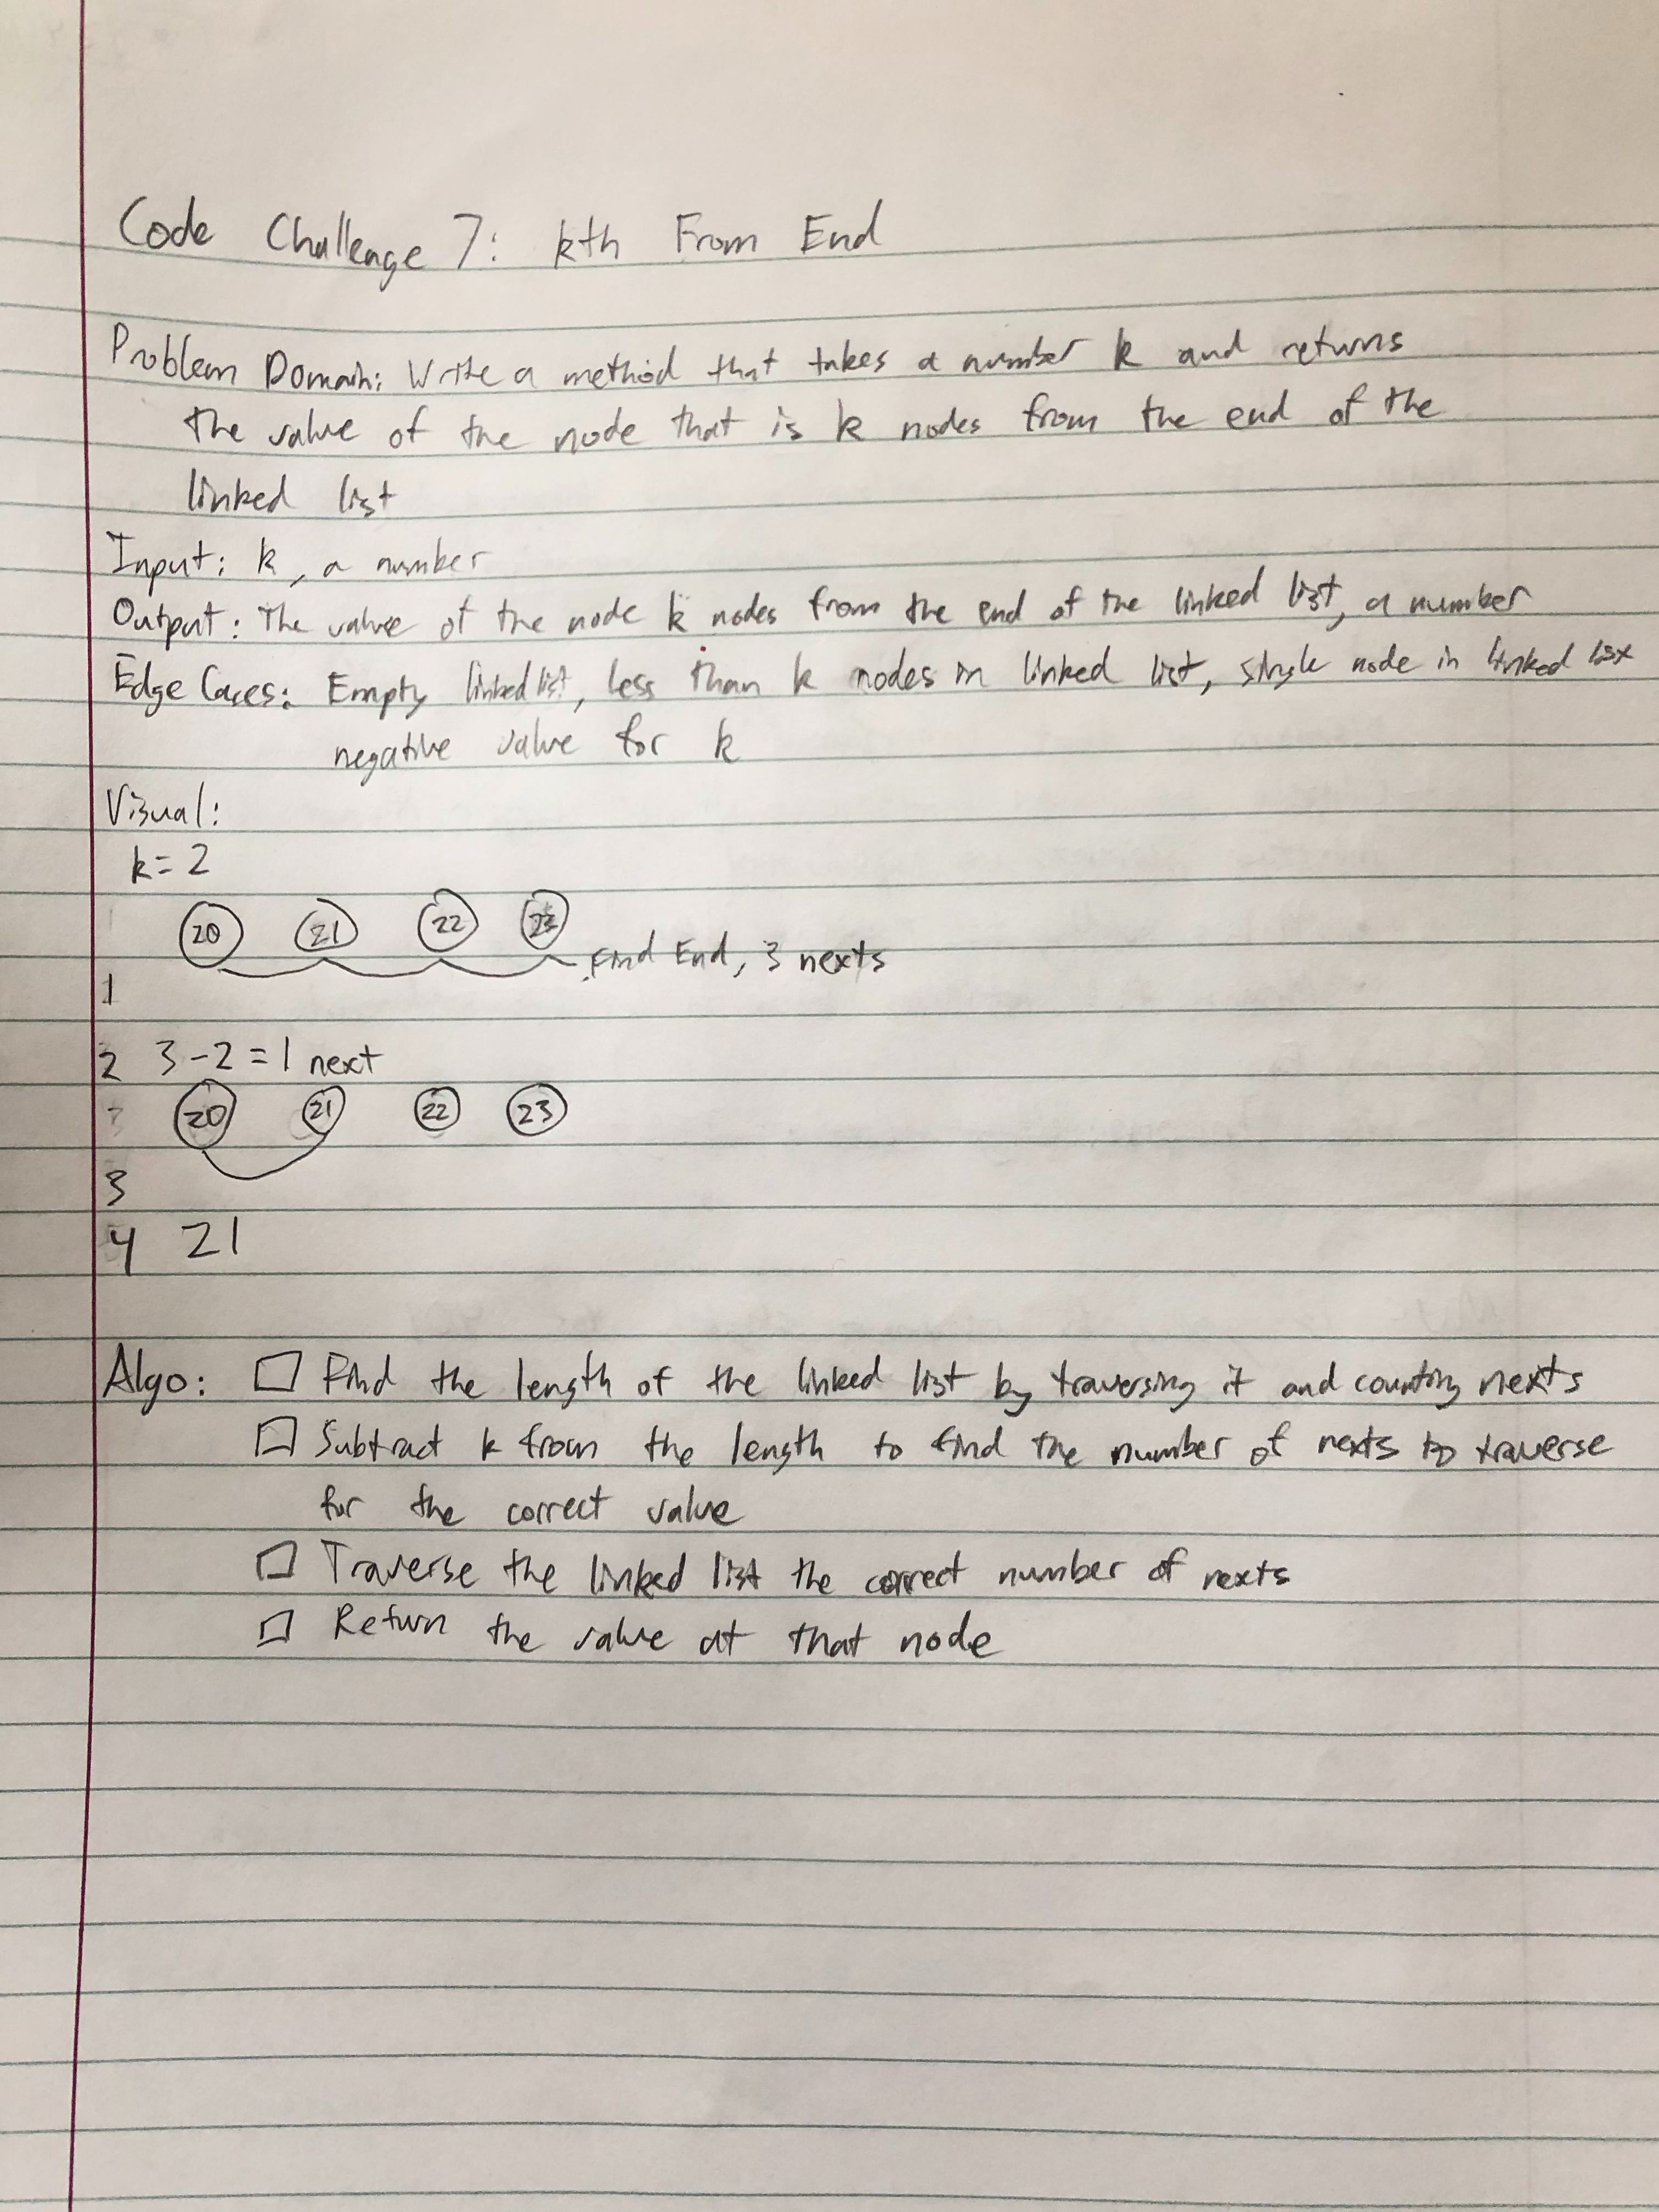 Code Challenge 7: kth From End
Problem Domain: Write a method that takes a number k and returns
the value of the node that is k nodes from the end of the
linked list
Input: k, a number
Output: The value of the node k nodes from the end of the linked list, a number
Edge Cases: Empty linked list, less than k nodes in linked list, single node in linked list
negative value for k
Visual:
k=2
20 21 22 23
Find End, 3 nexts
1
2 3-2=1 next
20 21 22 23
3
4 21
Algo: Find the length of the linked list by traversing it and counting nexts
Subtract k from the length to find the number of nexts to traverse
for the correct value
Traverse the linked list the correct number of nexts
Return the value at that node